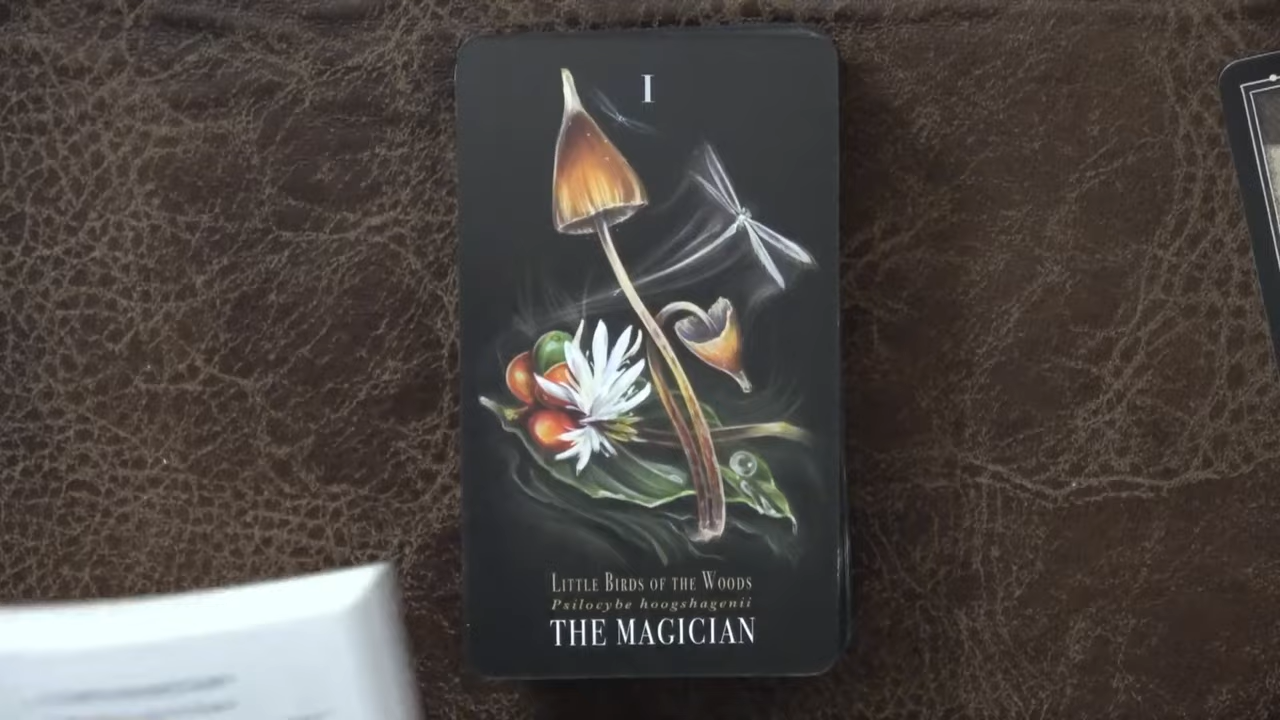 I
LITTLE BIRDS OF THE WOODS
Psilocybe hoogshagenii
THE MAGICIAN